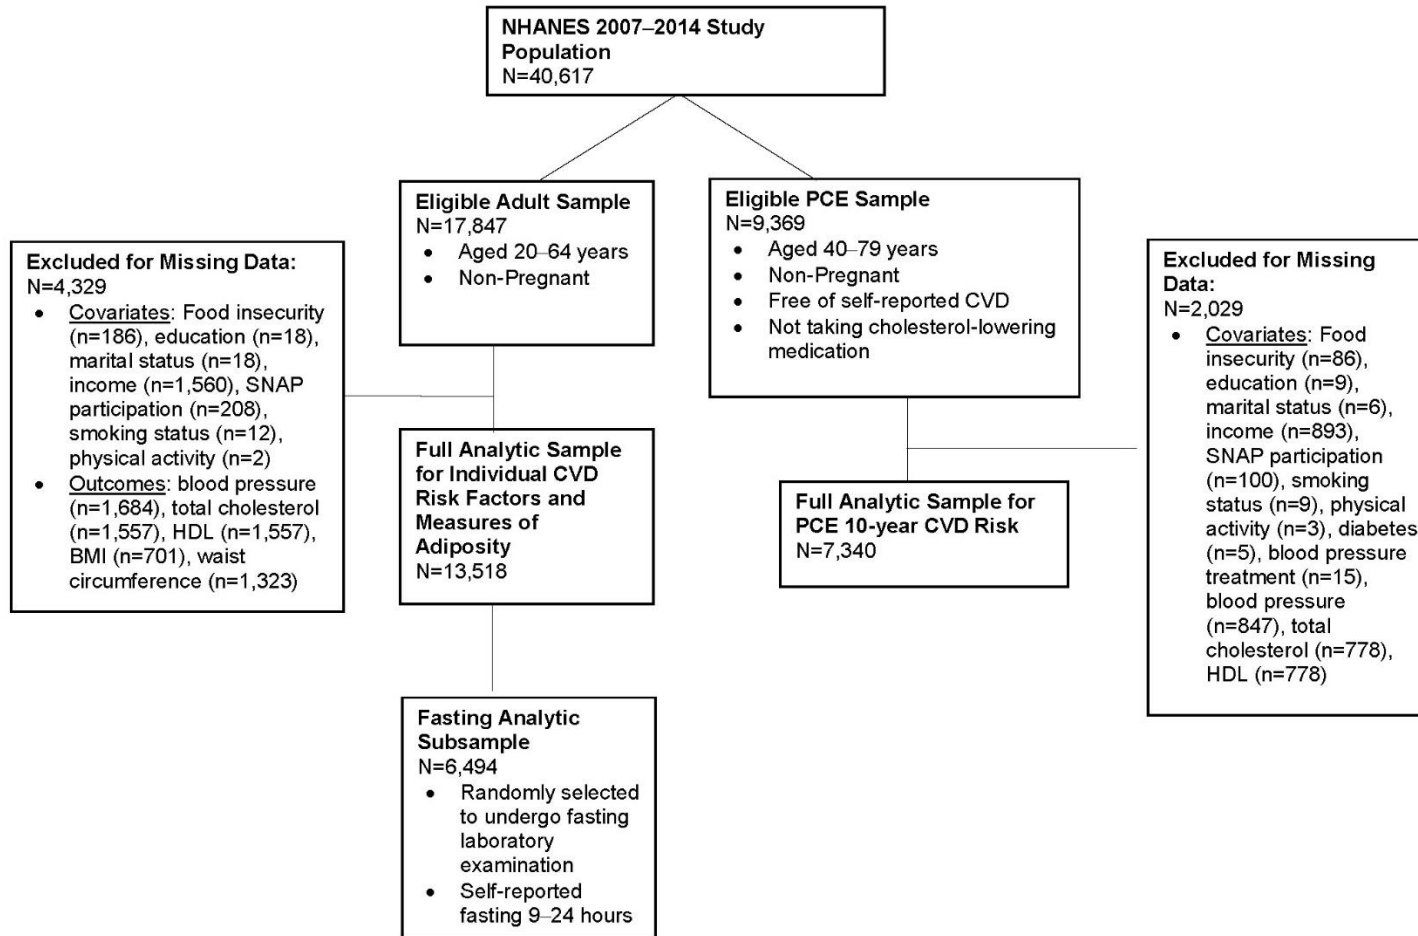 NHANES 2007–2014 Study
Population
N=40,617
Eligible Adult Sample
N=17,847
• Aged 20–64 years
• Non-Pregnant
Eligible PCE Sample
N=9,369
• Aged 40–79 years
• Non-Pregnant
• Free of self-reported CVD
• Not taking cholesterol-lowering
medication
Excluded for Missing Data:
N=4,329
• Covariates: Food insecurity
(n=186), education (n=18),
marital status (n=18),
income (n=1,560), SNAP
participation (n=208),
smoking status (n=12),
physical activity (n=2)
• Outcomes: blood pressure
(n=1,684), total cholesterol
(n=1,557), HDL (n=1,557),
BMI (n=701), waist
circumference (n=1,323)
Excluded for Missing
Data:
N=2,029
• Covariates: Food
insecurity (n=86),
education (n=9),
marital status (n=6),
income (n=893),
SNAP participation
(n=100), smoking
status (n=9), physical
activity (n=3), diabetes
(n=5), blood pressure
treatment (n=15),
blood pressure
(n=847), total
cholesterol (n=778),
HDL (n=778)
Full Analytic Sample
for Individual CVD
Risk Factors and
Measures of
Adiposity
N=13,518
Full Analytic Sample for
PCE 10-year CVD Risk
N=7,340
Fasting Analytic
Subsample
N=6,494
• Randomly selected
to undergo fasting
laboratory
examination
• Self-reported
fasting 9–24 hours